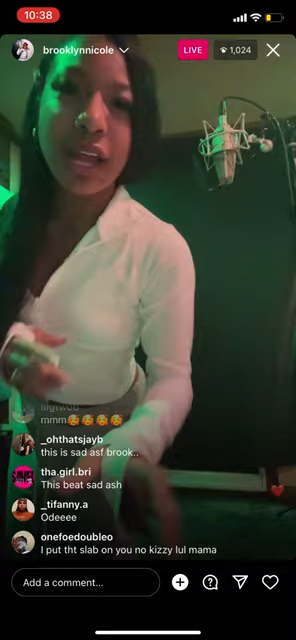 10:38
brooklynnicole
LIVE
1,024
mmm🥰🥰🥰🥰
_ohthatsjayb
this is sad asf brook..
tha.girl.bri
This beat sad ash
_tifanny.a
Odeeee
onefoedoubleo
I put tht slab on you no kizzy lul mama
Add a comment...